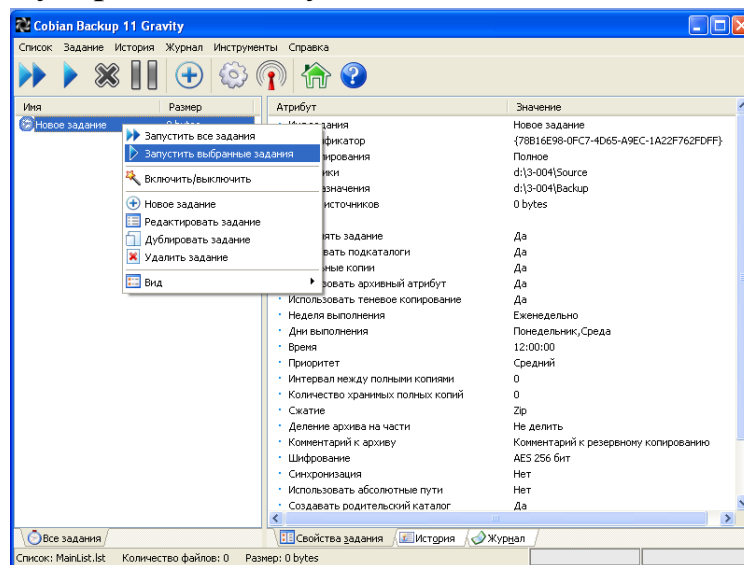 Cobian Backup 11 Gravity
Список Задание История Журнал Инструменты Справка
Имя Размер Атрибут Значение
Новое задание
Новое задание
Запустить все задания
{78B16E98-0FC7-4D65-A9EC-1A22F762FDFF}
Запустить выбранные задания
Полное
d:\3-004\Source
Включить/выключить
d:\3-004\Backup
Новое задание
0 bytes
Редактировать задание
Дублировать задание
Да
Удалить задание
Да
Да
Вид
Да
Использовать теневое копирование Да
Неделя выполнения Еженедельно
Дни выполнения Понедельник,Среда
Время 12:00:00
Приоритет Средний
Интервал между полными копиями 0
Количество хранимых полных копий 0
Сжатие Zip
Деление архива на части Не делить
Комментарий к архиву Комментарий к резервному копированию
Шифрование AES 256 бит
Синхронизация Нет
Использовать абсолютные пути Нет
Создавать родительский каталог Да
Все задания Свойства задания История Журнал
Список: MainList.lst Количество файлов: 0 Размер: 0 bytes